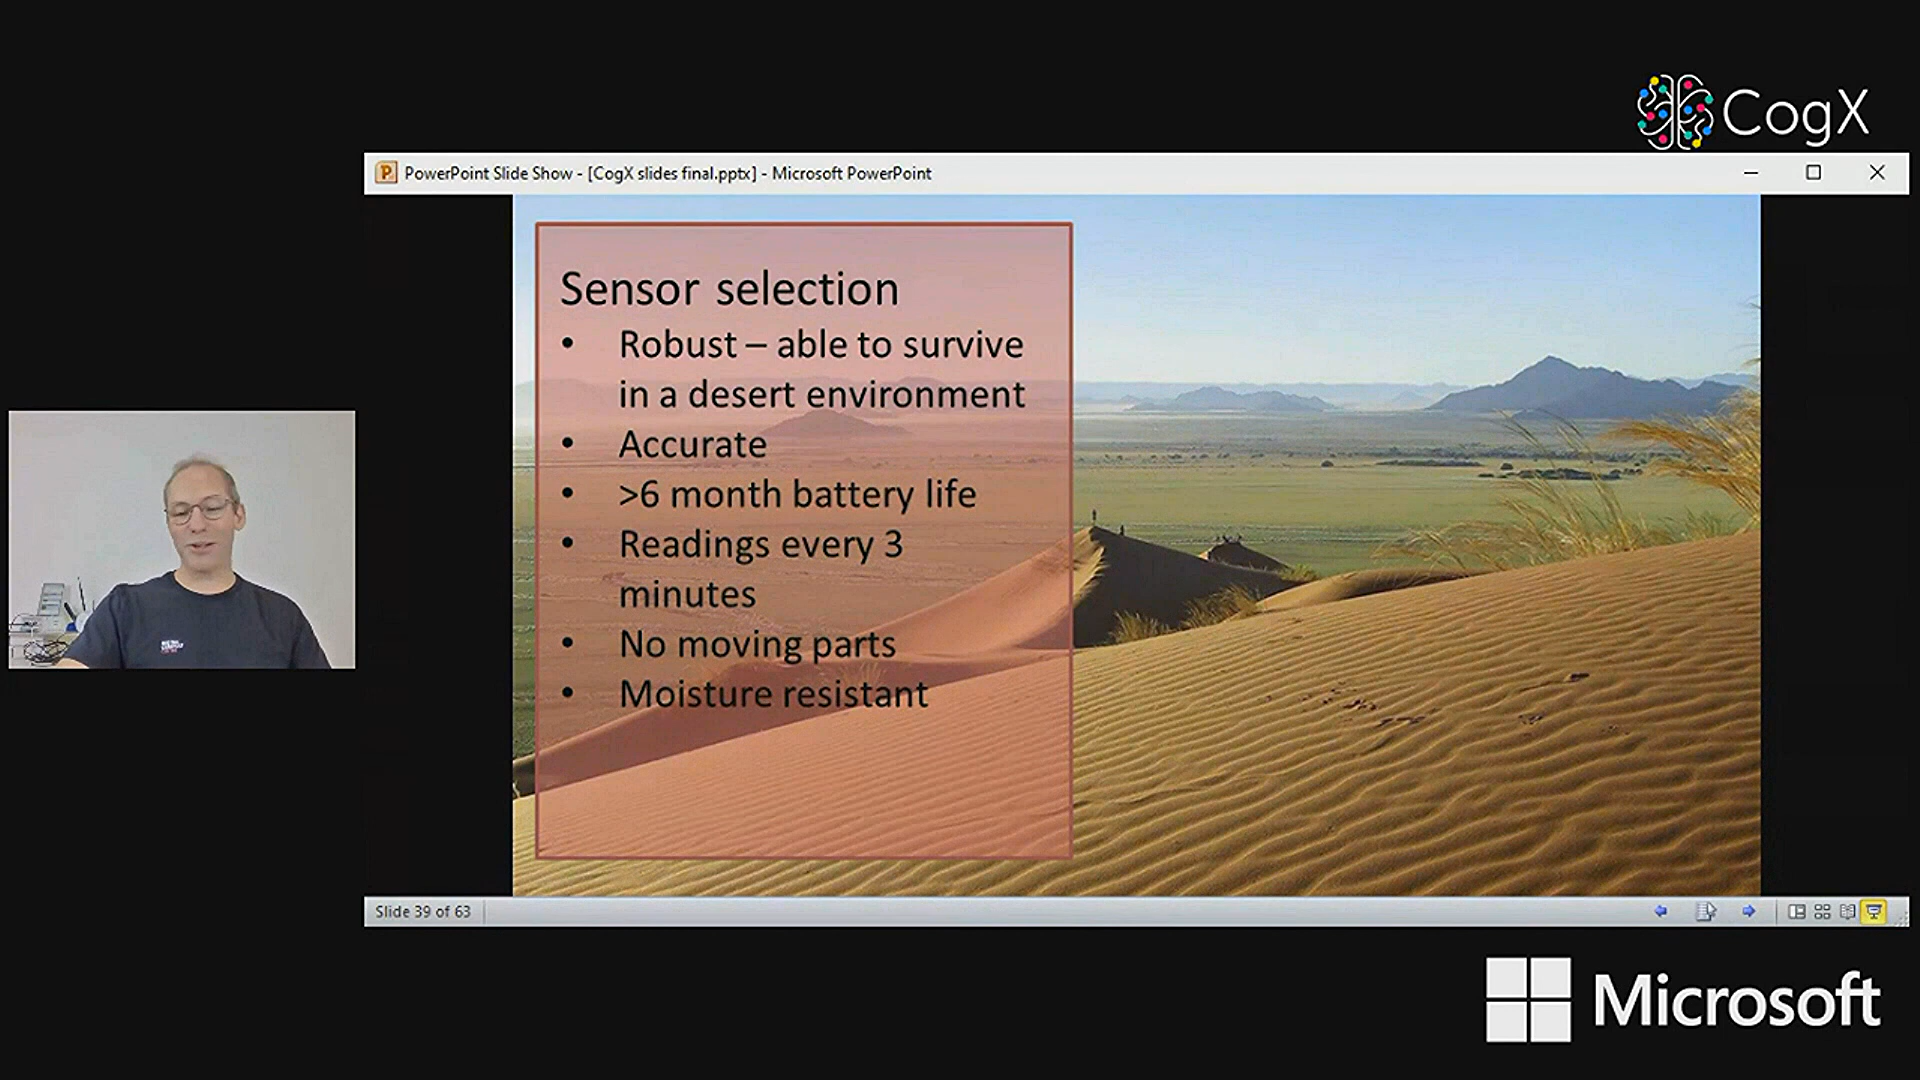 CogX
PowerPoint Slide Show - [CogX slides final.pptx] - Microsoft PowerPoint
Sensor selection
• Robust – able to survive
in a desert environment
• Accurate
• >6 month battery life
• Readings every 3
minutes
• No moving parts
• Moisture resistant
Slide 39 of 63
Microsoft